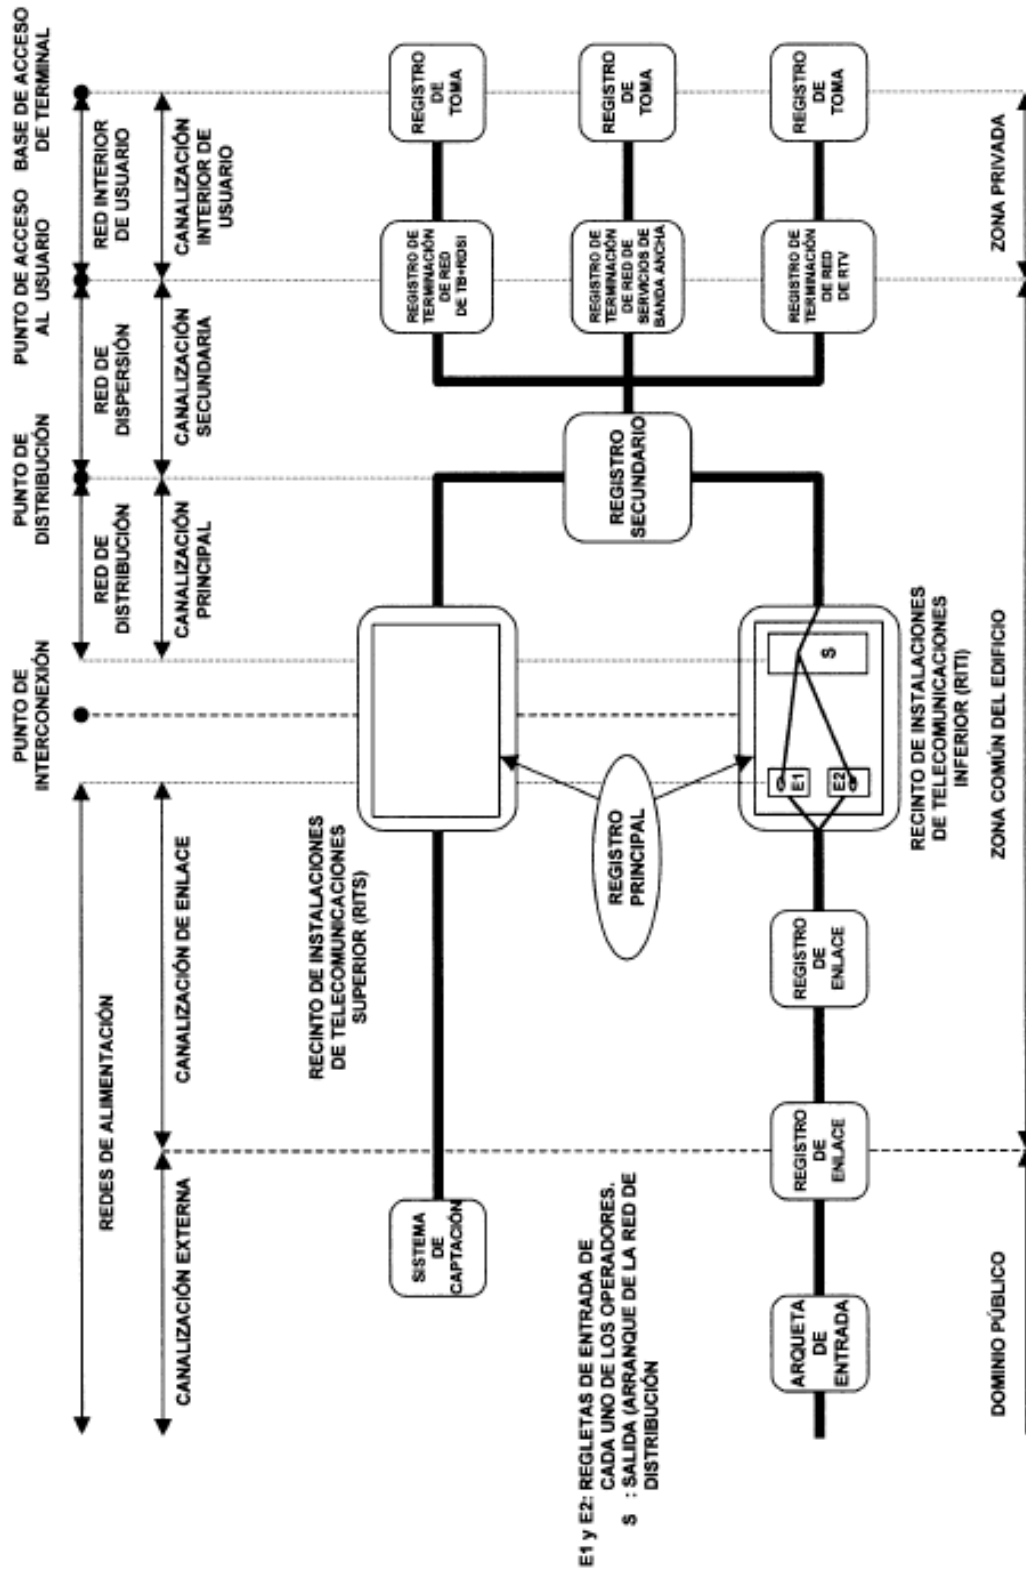 PUNTO DE
INTERCONEXIÓN
PUNTO DE
DISTRIBUCIÓN
PUNTO DE ACCESO
AL USUARIO
BASE DE ACCESO
DE TERMINAL
REDES DE ALIMENTACIÓN
RED DE
DISTRIBUCIÓN
RED DE
DISPERSIÓN
RED INTERIOR
DE USUARIO
CANALIZACIÓN EXTERNA
CANALIZACIÓN DE ENLACE
CANALIZACIÓN
PRINCIPAL
CANALIZACIÓN
SECUNDARIA
CANALIZACIÓN
INTERIOR DE
USUARIO
RECINTO DE INSTALACIONES
DE TELECOMUNICACIONES
SUPERIOR (RITS)
SISTEMA
DE
CAPTACIÓN
REGISTRO DE
TERMINACIÓN
DE RED
DE TB+RDSI
REGISTRO
DE
TOMA
E1 y E2: REGLETAS DE ENTRADA DE
CADA UNO DE LOS OPERADORES.
S : SALIDA (ARRANQUE DE LA RED DE
DISTRIBUCIÓN
REGISTRO
PRINCIPAL
REGISTRO
SECUNDARIO
REGISTRO DE
TERMINACIÓN
DE RED DE
SERVICIOS DE
BANDA ANCHA
REGISTRO
DE
TOMA
ARQUETA
DE
ENTRADA
REGISTRO
DE
ENLACE
REGISTRO
DE
ENLACE
E1
E2
S
REGISTRO DE
TERMINACIÓN
DE RED
DE RTV
REGISTRO
DE
TOMA
RECINTO DE INSTALACIONES
DE TELECOMUNICACIONES
INFERIOR (RITI)
DOMINIO PÚBLICO
ZONA COMÚN DEL EDIFICIO
ZONA PRIVADA